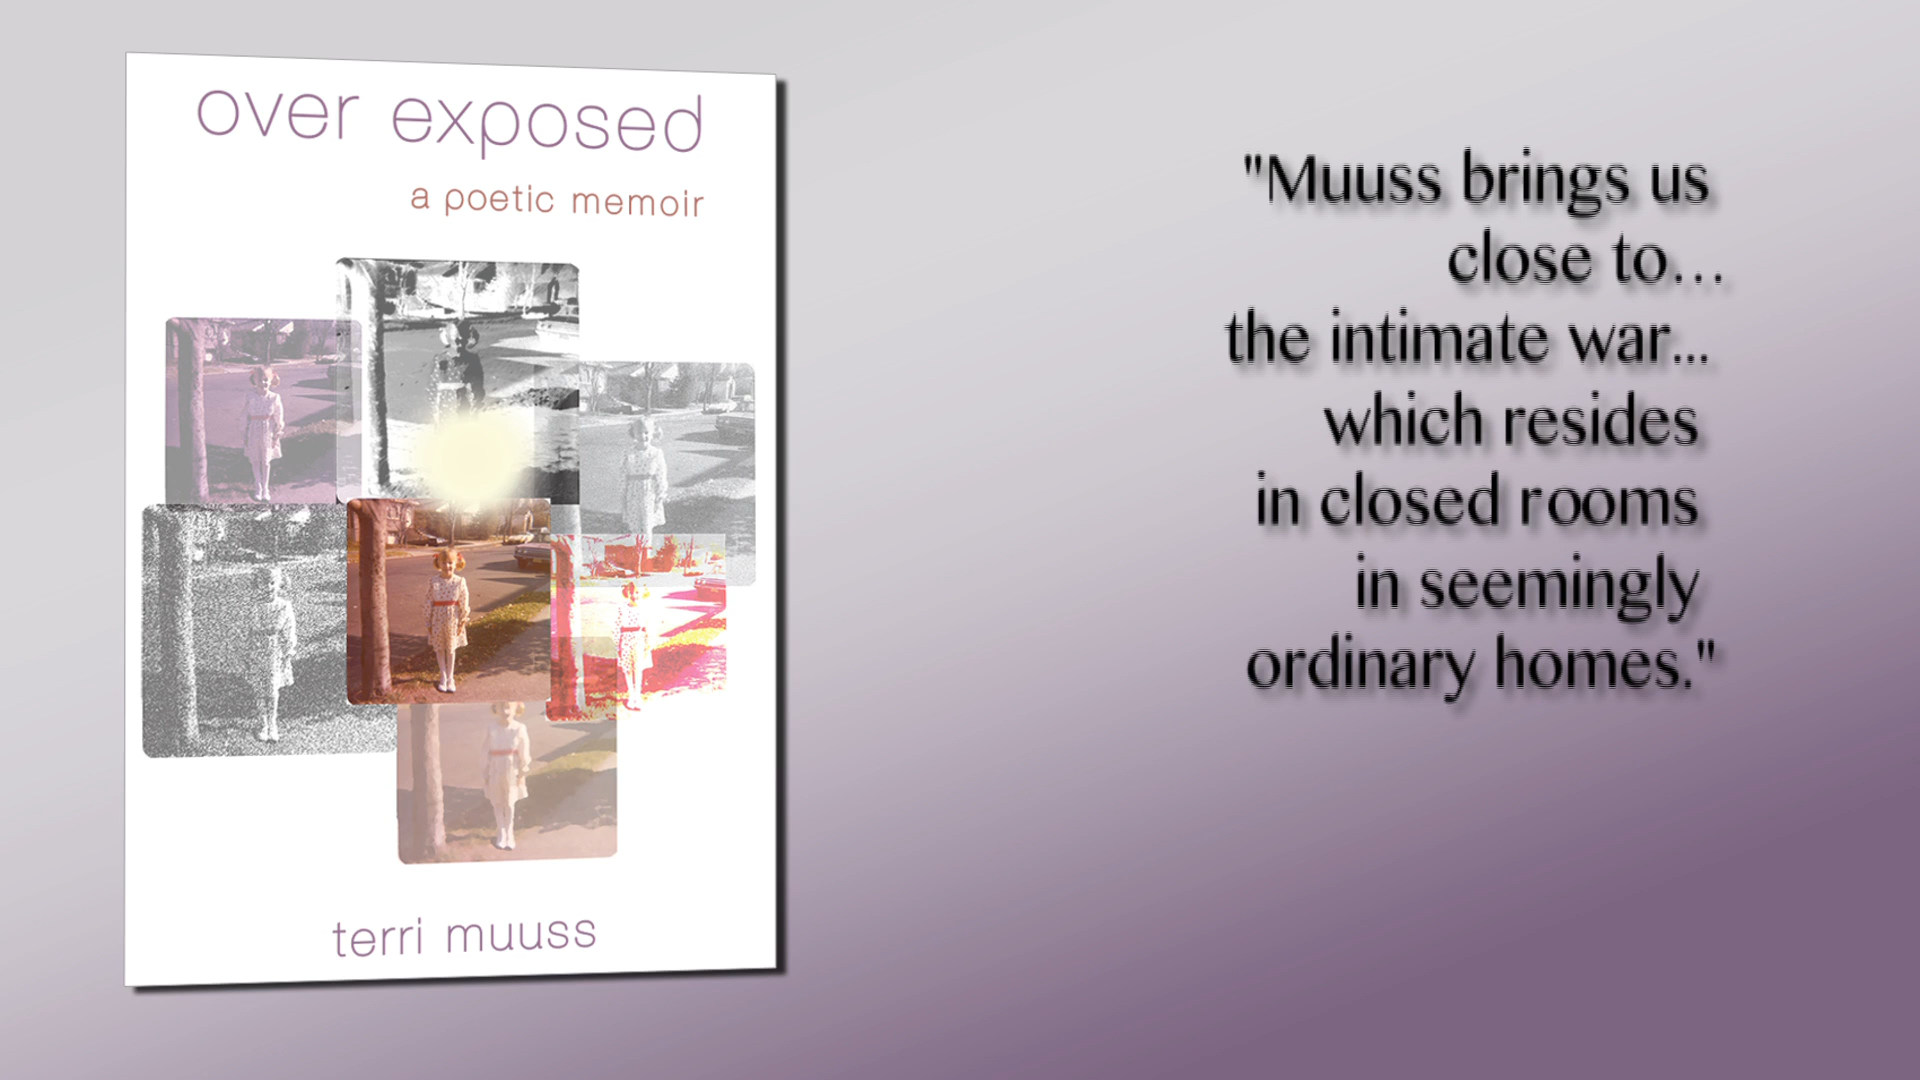 over exposed
a poetic memoir
terri muuss
"Muuss brings us
close to…
the intimate war...
which resides
in closed rooms
in seemingly
ordinary homes."